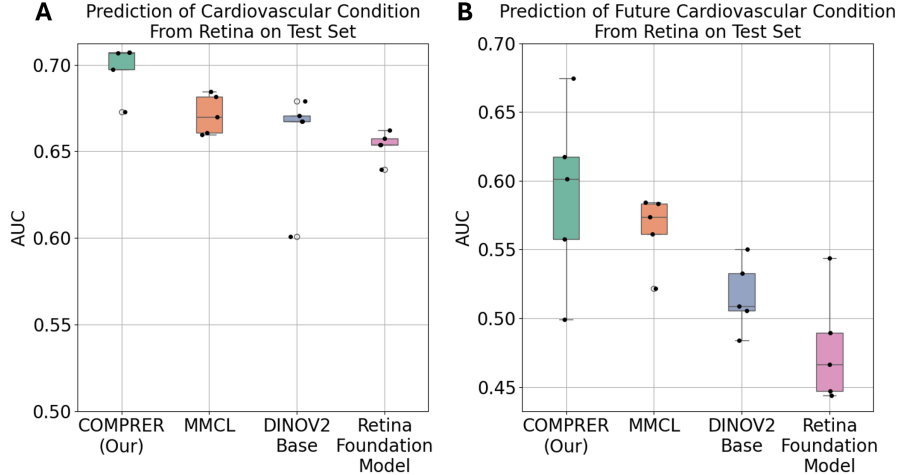 A
Prediction of Cardiovascular Condition
From Retina on Test Set
AUC
0.70
0.65
0.60
0.55
0.50
COMPRER
(Our)
MMCL
DINOV2
Base
Retina
Foundation
Model
B
Prediction of Future Cardiovascular Condition
From Retina on Test Set
AUC
0.70
0.65
0.60
0.55
0.50
0.45
COMPRER
(Our)
MMCL
DINOV2
Base
Retina
Foundation
Model